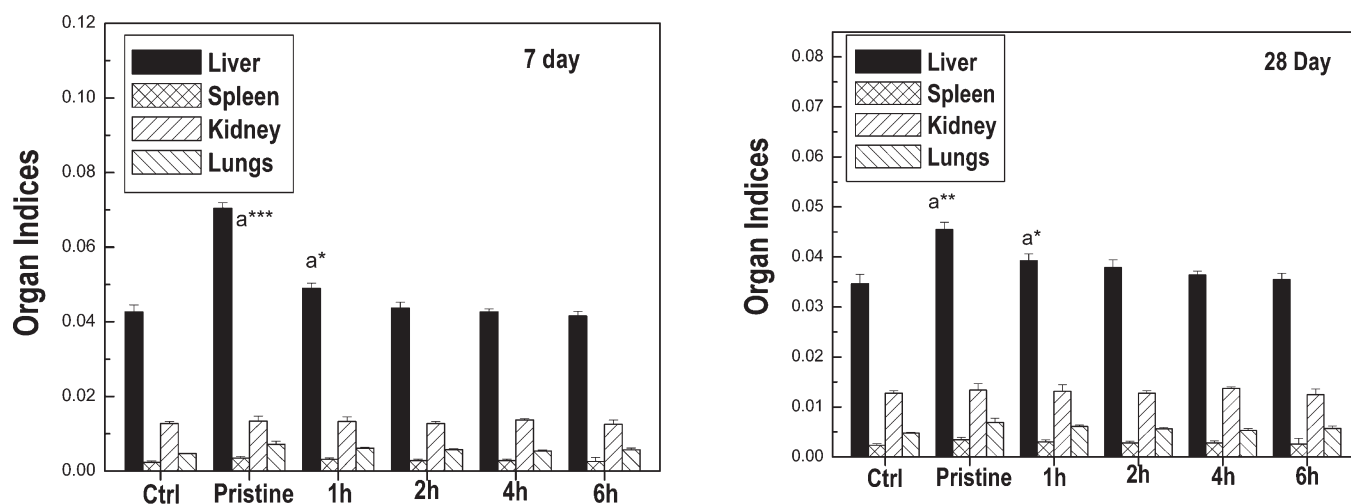 7 day
Liver
Spleen
Kidney
Lungs
Organ Indices
0.12
0.10
0.08
0.06
0.04
0.02
0.00
a***
a*
Ctrl Pristine 1h 2h 4h 6h
28 Day
Liver
Spleen
Kidney
Lungs
Organ Indices
0.08
0.07
0.06
0.05
0.04
0.03
0.02
0.01
0.00
a**
a*
Ctrl Pristine 1h 2h 4h 6h